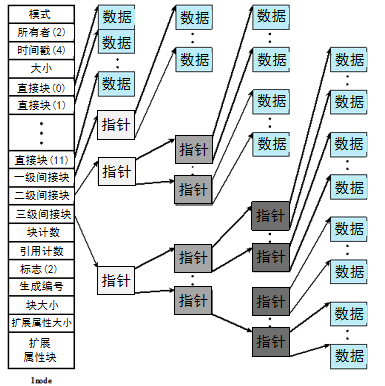 模式
所有者(2)
时间戳(4)
大小
直接块(0)
直接块(1)
直接块(11)
一级间接块
二级间接块
三级间接块
块计数
引用计数
标志(2)
生成编号
块大小
扩展属性大小
扩展
属性块
Inode
数据
数据
数据
指针
指针
指针
数据
数据
指针
指针
指针
指针
数据
数据
数据
数据
指针
指针
指针
指针
数据
数据
数据
数据
数据
数据
数据
数据